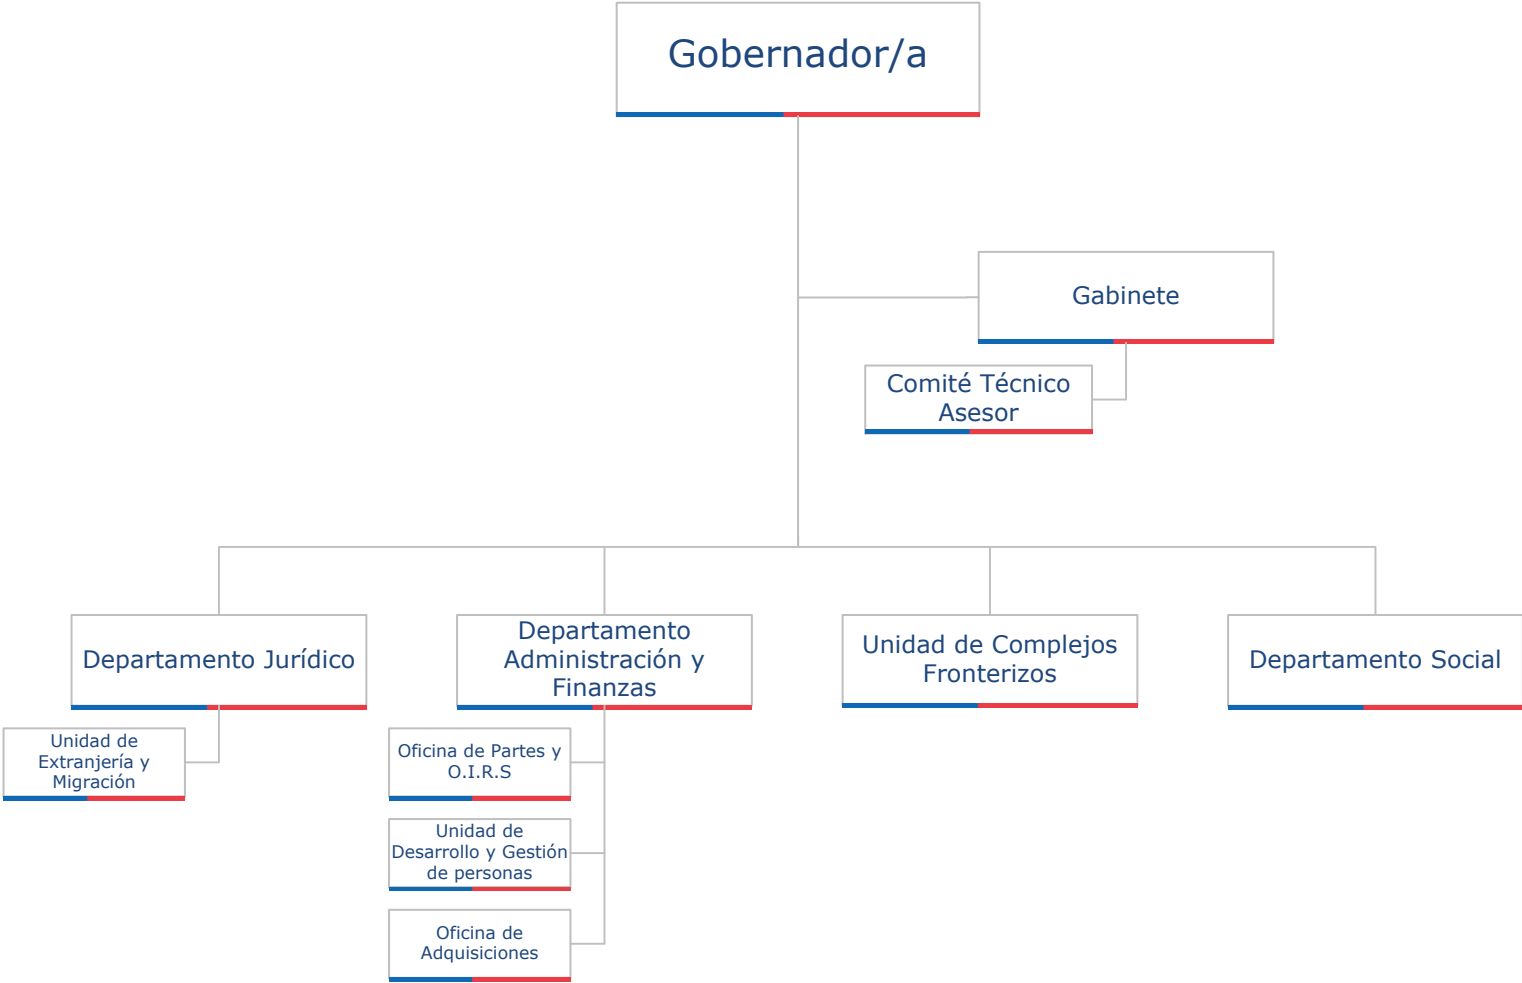 Gobernador/a
Gabinete
Comité Técnico
Asesor
Departamento Jurídico
Departamento
Administración y
Finanzas
Unidad de Complejos
Fronterizos
Departamento Social
Unidad de
Extranjería y
Migración
Oficina de Partes y
O.I.R.S
Unidad de
Desarrollo y Gestión
de personas
Oficina de
Adquisiciones